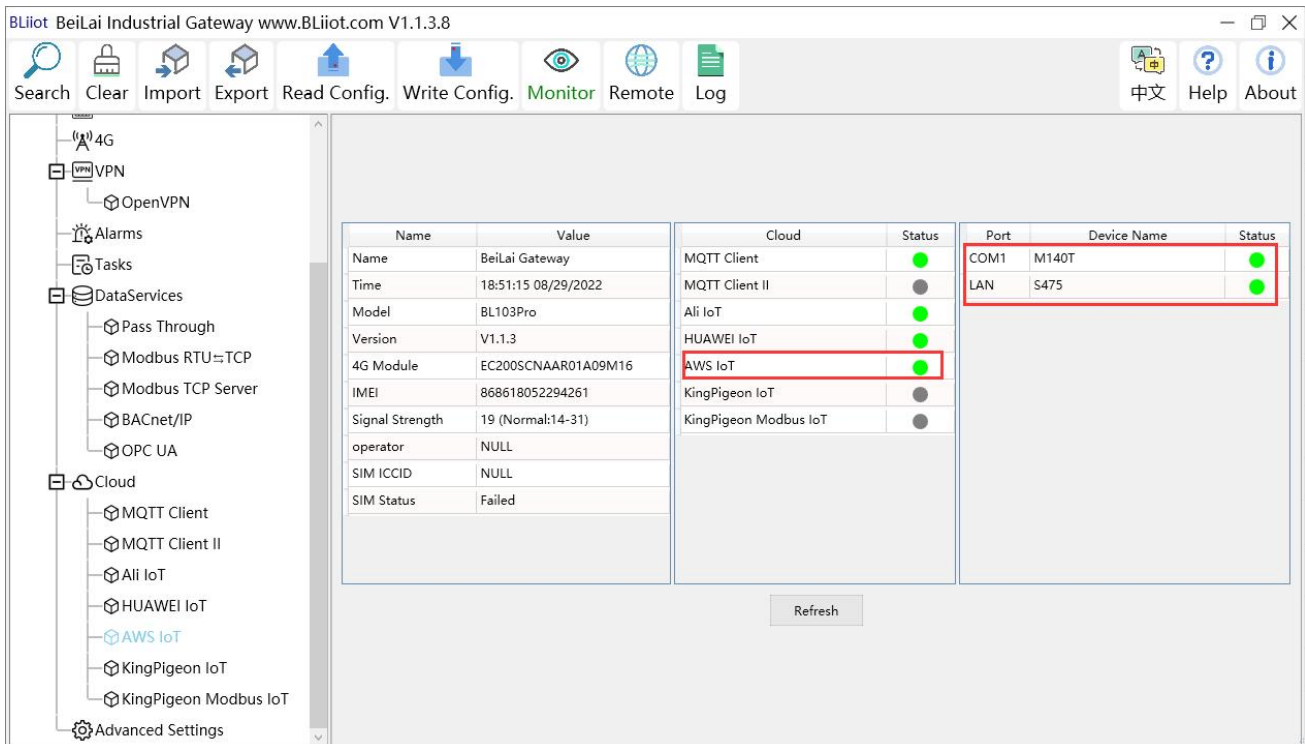 BLiiot BeiLai Industrial Gateway www.BLiiot.com V1.1.3.8
Search Clear Import Export Read Config. Write Config. Monitor Remote Log 中文 Help About
4G
VPN VPN
OpenVPN
Alarms
Tasks
DataServices
Pass Through
Modbus RTU⇆TCP
Modbus TCP Server
BACnet/IP
OPC UA
Cloud
MQTT Client
MQTT Client II
Ali IoT
HUAWEI IoT
AWS IoT
KingPigeon IoT
KingPigeon Modbus IoT
Advanced Settings
Name Value
Name BeiLai Gateway
Time 18:51:15 08/29/2022
Model BL103Pro
Version V1.1.3
4G Module EC200SCNAAR01A09M16
IMEI 868618052294261
Signal Strength 19 (Normal:14-31)
operator NULL
SIM ICCID NULL
SIM Status Failed
Cloud Status
MQTT Client
MQTT Client II
Ali IoT
HUAWEI IoT
AWS IoT
KingPigeon IoT
KingPigeon Modbus IoT
Port Device Name Status
COM1 M140T
LAN S475
Refresh